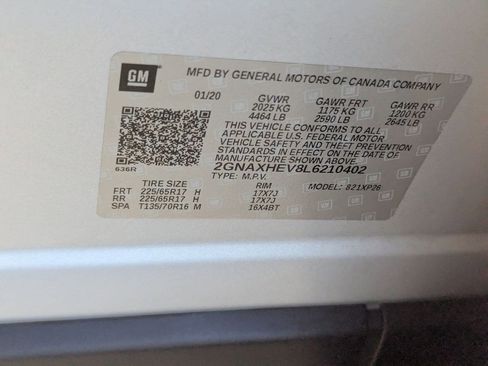 GM
MFD BY GENERAL MOTORS OF CANADA COMPANY
01/20 GVWR GAWR FRT GAWR RR
2025 KG 1175 KG 1200 KG
4464 LB 2590 LB 2645 LB
THIS VEHICLE CONFORMS TO ALL
APPLICABLE U.S. FEDERAL MOTOR
VEHICLE SAFETY AND THEFT PREVENTION
STANDARDS IN EFFECT ON THE DATE OF
MANUFACTURE SHOWN ABOVE.
636R 2GNAXHEV8L6210402
TYPE: M.P.V. MODEL: 821XP26
TIRE SIZE RIM
FRT 225/65R17 H 17X7J
RR 225/65R17 H 17X7J
SPA T135/70R16 M 16X4BT